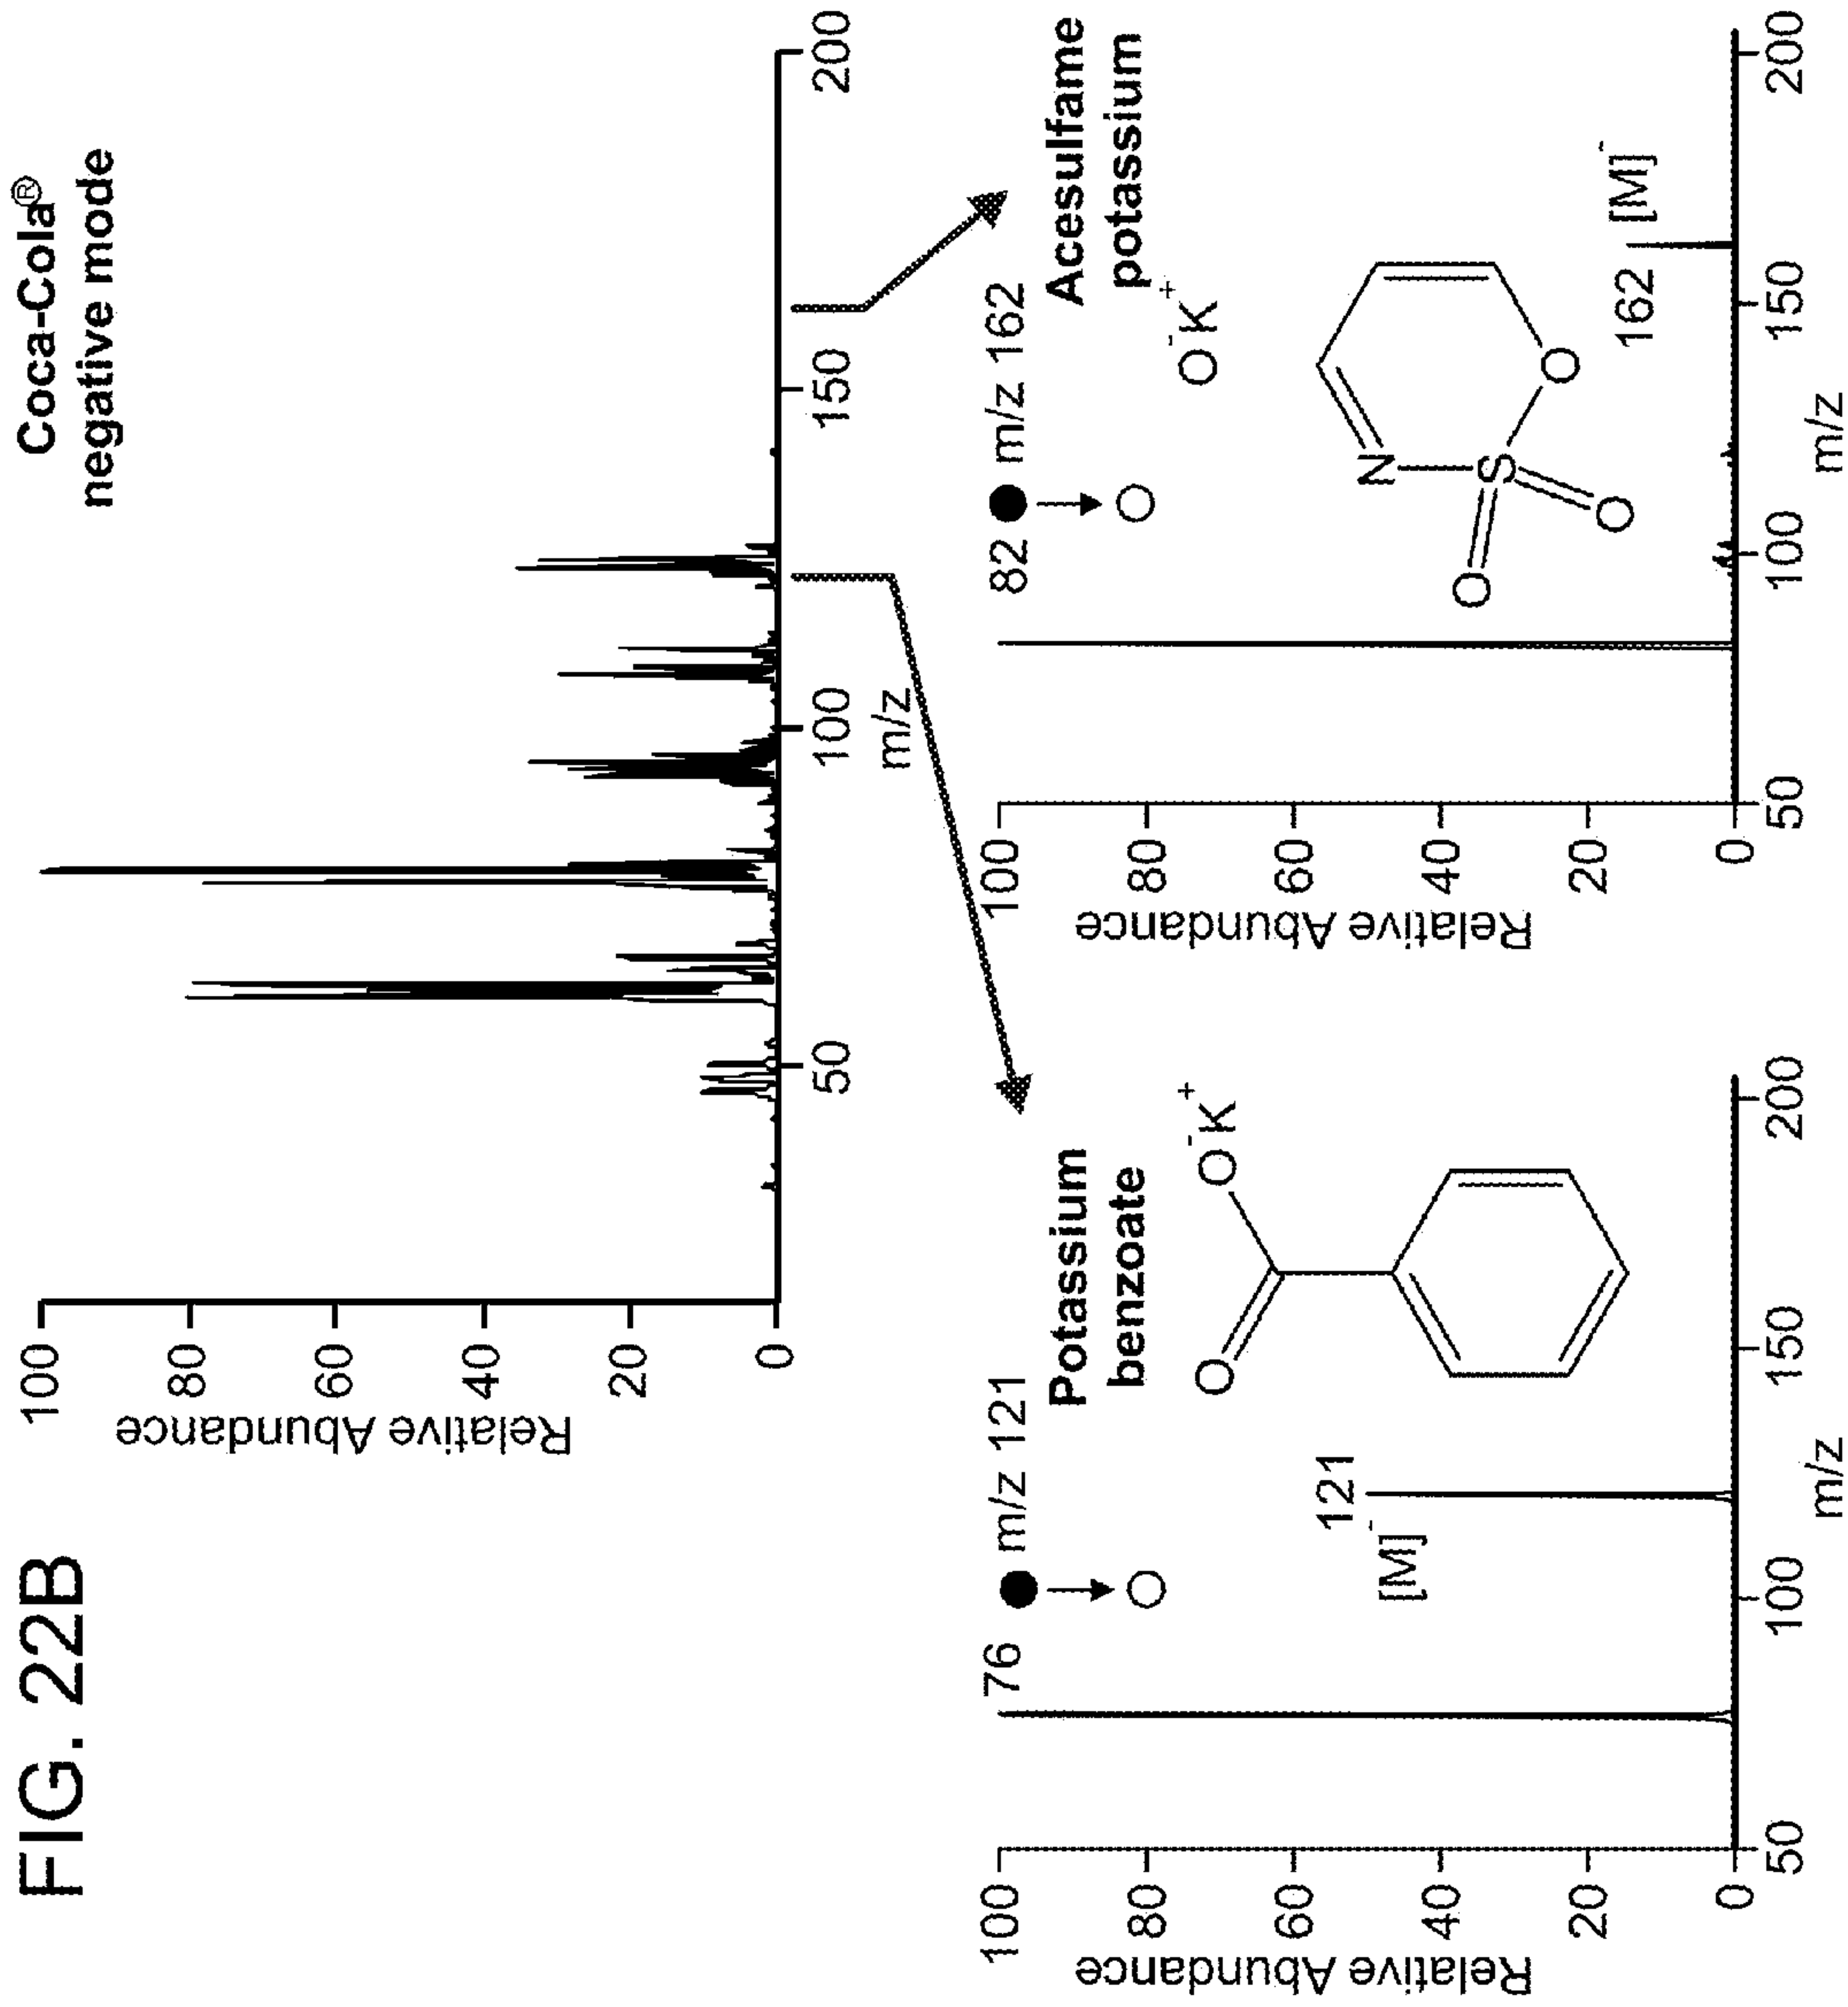 FIG. 22B
Coca-Cola®
negative mode
Relative Abundance
100
80
60
40
20
0
50
100
150
200
m/z
76
m/z 121
Potassium
benzoate
O
O⁻K⁺
121
[M]⁻
Relative Abundance
100
80
60
40
20
0
50
100
150
200
m/z
82
m/z 162
Acesulfame
potassium
O⁻K⁺
N
S
O
O
O
162
[M]⁻
Relative Abundance
100
80
60
40
20
0
50
100
150
200
m/z